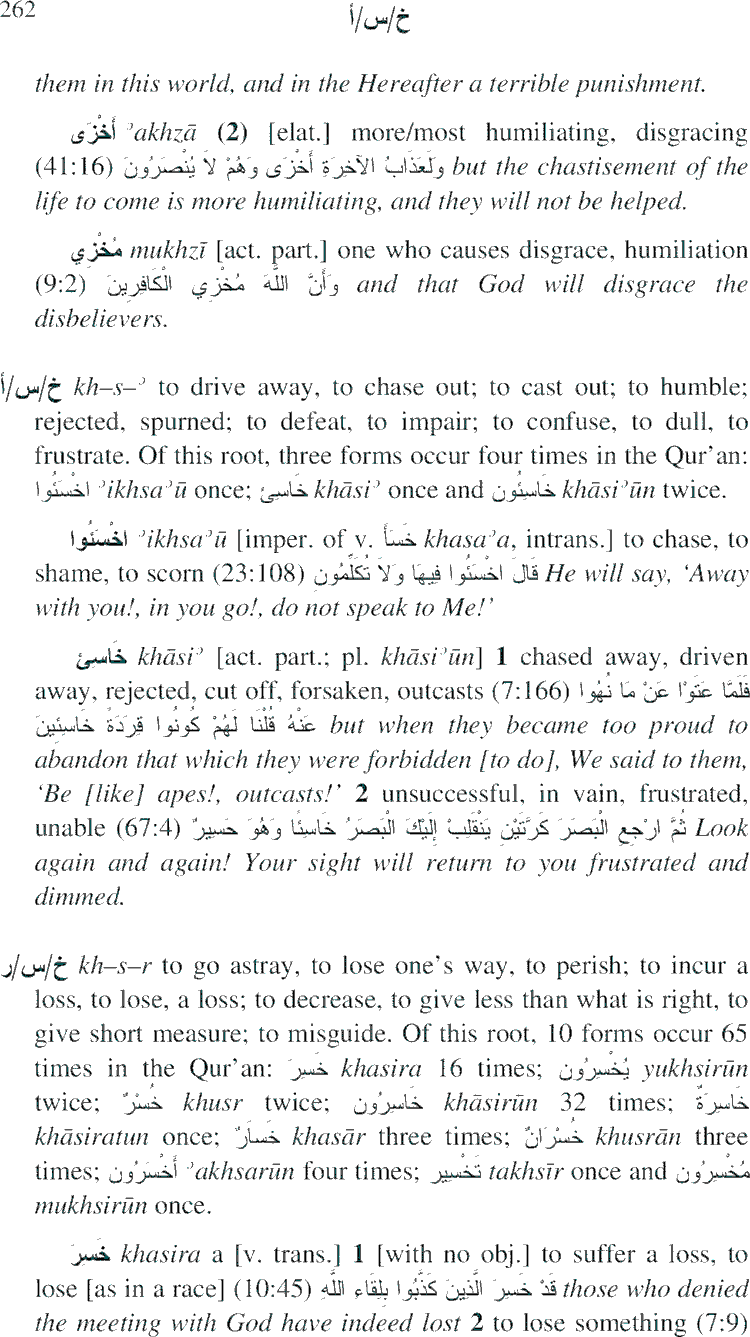 262
خ/س/أ
them in this world, and in the Hereafter a terrible punishment.
أَخْزَى ʾakhzā (2) [elat.] more/most humiliating, disgracing
(41:16) وَلَعَذَابُ الآخِرَةِ أَخْزَى وَهُمْ لاَ يُنْصَرُونَ but the chastisement of the
life to come is more humiliating, and they will not be helped.
مُخْزِي mukhzī [act. part.] one who causes disgrace, humiliation
(9:2) وَأَنَّ اللَّهَ مُخْزِي الْكَافِرِينَ and that God will disgrace the
disbelievers.
خ/س/أ kh–s–ʾ to drive away, to chase out; to cast out; to humble;
rejected, spurned; to defeat, to impair; to confuse, to dull, to
frustrate. Of this root, three forms occur four times in the Qur’an:
اخْسَئُوا ʾikhsaʾū once; خَاسِئ khāsiʾ once and خَاسِئُون khāsiʾūn twice.
اخْسَئُوا ʾikhsaʾū [imper. of v. خَسَأَ khasaʾa, intrans.] to chase, to
shame, to scorn (23:108) قَالَ اخْسَئُوا فِيهَا وَلاَ تُكَلِّمُونِ He will say, ‘Away
with you!, in you go!, do not speak to Me!’
خَاسِئ khāsiʾ [act. part.; pl. khāsiʾūn] 1 chased away, driven
away, rejected, cut off, forsaken, outcasts (7:166) فَلَمَّا عَتَوْا عَنْ مَا نُهُوا
عَنْهُ قُلْنَا لَهُمْ كُونُوا قِرَدَةً خَاسِئِينَ but when they became too proud to
abandon that which they were forbidden [to do], We said to them,
‘Be [like] apes!, outcasts!’ 2 unsuccessful, in vain, frustrated,
unable (67:4) ثُمَّ ارْجِعِ الْبَصَرَ كَرَّتَيْنِ يَنْقَلِبْ إِلَيْكَ الْبَصَرُ خَاسِئًا وَهُوَ حَسِيرٌ Look
again and again! Your sight will return to you frustrated and
dimmed.
خ/س/ر kh–s–r to go astray, to lose one’s way, to perish; to incur a
loss, to lose, a loss; to decrease, to give less than what is right, to
give short measure; to misguide. Of this root, 10 forms occur 65
times in the Qur’an: خَسِرَ khasira 16 times; يُخْسِرُون yukhsirūn
twice; خُسْرٌ khusr twice; خَاسِرُون khāsirūn 32 times; خَاسِرَةٌ
khāsiratun once; خَسَارٌ khasār three times; خُسْرَانٌ khusrān three
times; أَخْسَرُون ʾakhsarūn four times; تَخْسِير takhsīr once and مُخْسِرُون
mukhsirūn once.
خَسِرَ khasira a [v. trans.] 1 [with no obj.] to suffer a loss, to
lose [as in a race] (10:45) قَدْ خَسِرَ الَّذِينَ كَذَّبُوا بِلِقَاءِ اللَّهِ those who denied
the meeting with God have indeed lost 2 to lose something (7:9)